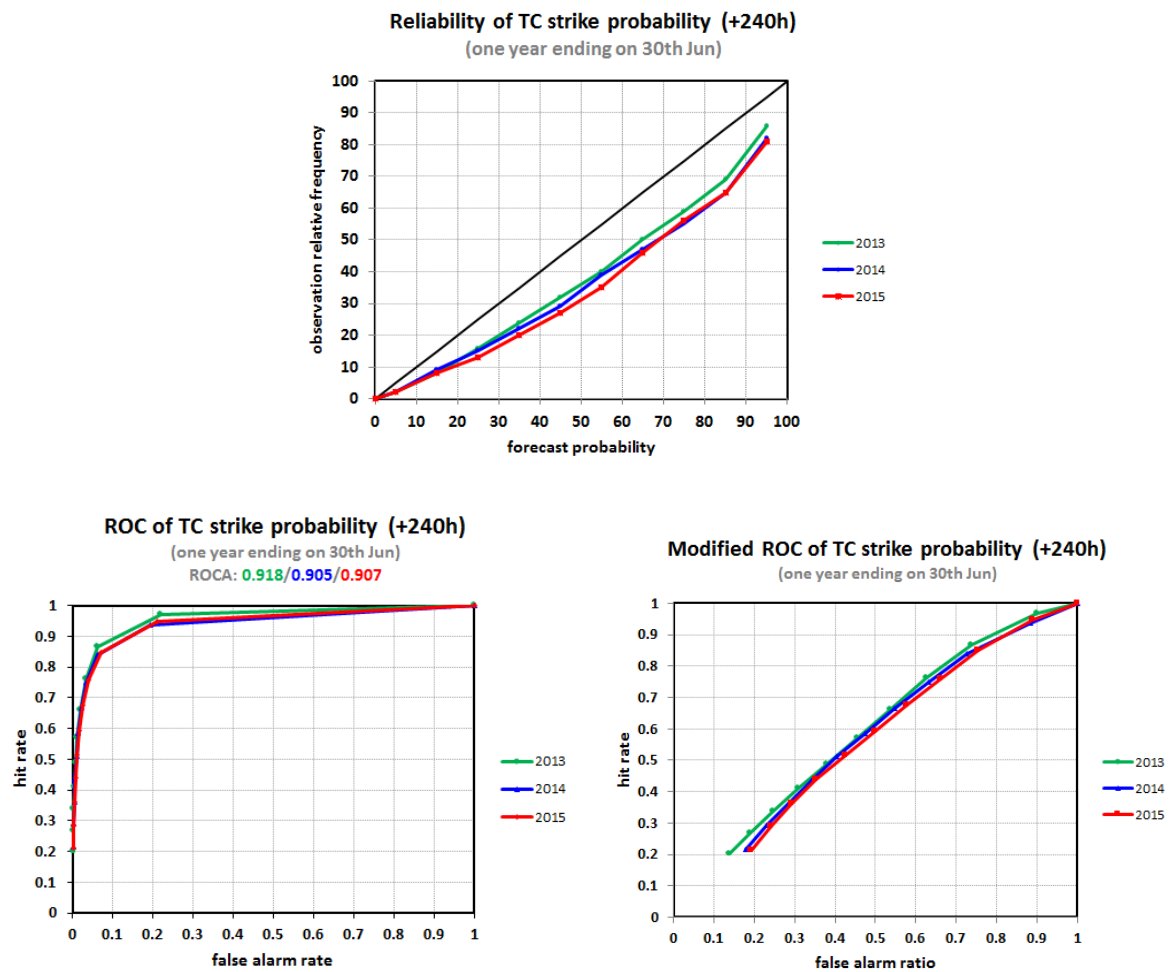 Reliability of TC strike probability (+240h)
(one year ending on 30th Jun)
100
90
80
70
60
50
40
30
20
10
0
observation relative frequency
0 10 20 30 40 50 60 70 80 90 100
forecast probability
2013
2014
2015
ROC of TC strike probability (+240h)
(one year ending on 30th Jun)
ROCA: 0.918/0.905/0.907
1
0.9
0.8
0.7
0.6
0.5
0.4
0.3
0.2
0.1
0
hit rate
0 0.1 0.2 0.3 0.4 0.5 0.6 0.7 0.8 0.9 1
false alarm rate
2013
2014
2015
Modified ROC of TC strike probability (+240h)
(one year ending on 30th Jun)
1
0.9
0.8
0.7
0.6
0.5
0.4
0.3
0.2
0.1
0
hit rate
0 0.1 0.2 0.3 0.4 0.5 0.6 0.7 0.8 0.9 1
false alarm ratio
2013
2014
2015